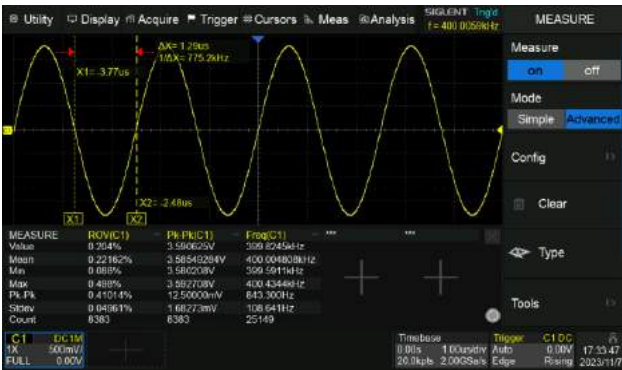 Utility Display Acquire Trigger Cursors Meas Analysis SIGLENT Trig'd MEASURE
f= 400.0059kHz
ΔX= 1.29us
1/ΔX= 775.2kHz
X1= -3.77us
X2= -2.48us
X1 X2
Measure
on off
Mode
Simple Advanced
Config
Clear
Type
Tools
MEASURE ROV(C1) Pk-Pk(C1) Freq(C1) *** ***
Value 0.204% 3.590625V 399.8245kHz
Mean 0.22162% 3.58549284V 400.004808kHz
Min 0.088% 3.580208V 399.5911kHz
Max 0.498% 3.592708V 400.4344kHz
Pk-Pk 0.41014% 12.50000mV 843.300Hz
Stdev 0.04961% 1.68273mV 108.641Hz
Count 8383 8383 25149
C1 DC1M
1X 500mV/
FULL 0.00V
Timebase
0.00s 1.00us/div
20.0kpts 2.00GSa/s
Trigger C1 DC
Auto 0.00V
Edge Rising
17:33:47
2023/11/7